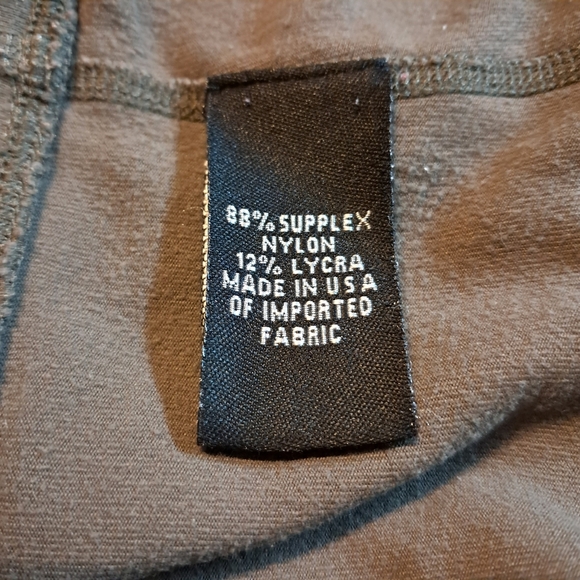 88% SUPPLEX
NYLON
12% LYCRA
MADE IN USA
OF IMPORTED
FABRIC